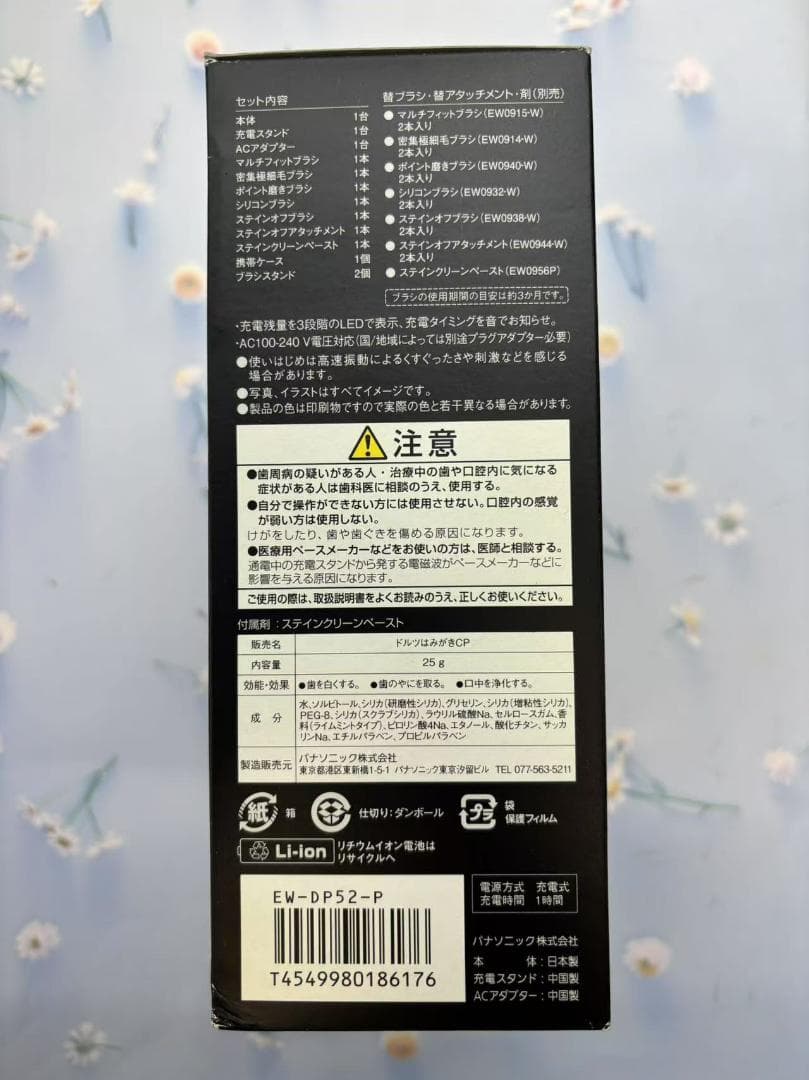 セット内容
本体 1台
充電スタンド 1台
ACアダプター 1台
マルチフィットブラシ 1本
密集極細毛ブラシ 1本
ポイント磨きブラシ 1本
シリコンブラシ 1本
ステインオフブラシ 1本
ステインオフアタッチメント 1本
ステインクリーンペースト 1本
携帯ケース 1個
ブラシスタンド 2個
替ブラシ・替アタッチメント・剤(別売)
●マルチフィットブラシ(EW0915-W)
2本入り
●密集極細毛ブラシ(EW0914-W)
2本入り
●ポイント磨きブラシ(EW0940-W)
2本入り
●シリコンブラシ(EW0932-W)
2本入り
●ステインオフブラシ(EW0938-W)
2本入り
●ステインオフアタッチメント(EW0944-W)
2本入り
●ステインクリーンペースト(EW0956P)
ブラシの使用期間の目安は約3か月です。
・充電残量を3段階のLEDで表示、充電タイミングを音でお知らせ。
・AC100-240 V電圧対応(国/地域によっては別途プラグアダプター必要)
●使いはじめは高速振動によるくすぐったさや刺激などを感じる
場合があります。
●写真、イラストはすべてイメージです。
●製品の色は印刷物ですので実際の色と若干異なる場合があります。
注意
●歯周病の疑いがある人・治療中の歯や口腔内に気になる
症状がある人は歯科医に相談のうえ、使用する。
●自分で操作ができない方には使用させない。口腔内の感覚
が弱い方は使用しない。
けがをしたり、歯や歯ぐきを傷める原因になります。
●医療用ペースメーカーなどをお使いの方は、医師と相談する。
通電中の充電スタンドから発する電磁波がペースメーカーなどに
影響を与える原因になります。
ご使用の際は、取扱説明書をよくお読みのうえ、正しくお使いください。
付属剤:ステインクリーンペースト
販売名 ドルツはみがきCP
内容量 25 g
効能・効果 ●歯を白くする。 ●歯のやにを取る。 ●口中を浄化する。
成分 水、ソルビトール、シリカ(研磨性シリカ)、グリセリン、シリカ(増粘性シリカ)、
PEG-8、シリカ(スクラブシリカ)、ラウリル硫酸Na、セルロースガム、香
料(ライムミントタイプ)、ピロリン酸4Na、エタノール、酸化チタン、サッカ
リンNa、エチルパラベン、プロピルパラベン
製造販売元 パナソニック株式会社
東京都港区東新橋1-5-1 パナソニック東京汐留ビル TEL 077-563-5211
紙 箱 仕切り:ダンボール プラ 袋
保護フィルム
Li-ion リチウムイオン電池は
リサイクルへ
EW-DP52-P
T4549980186176
電源方式 充電式
充電時間 1時間
パナソニック株式会社
本体:日本製
充電スタンド:中国製
ACアダプター:中国製